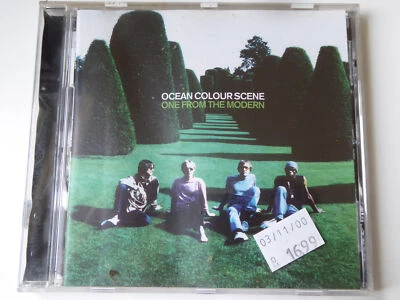 OCEAN COLOUR SCENE
ONE FROM THE MODERN
03/11/00
1699